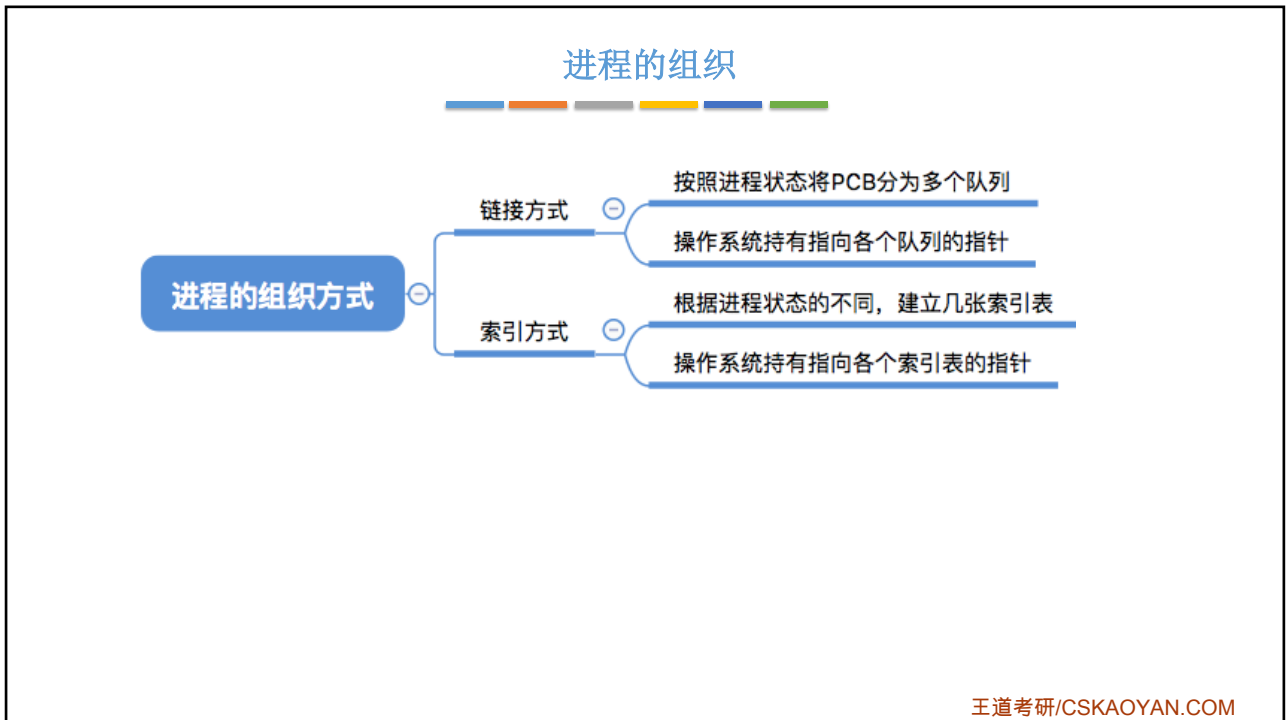 进程的组织
按照进程状态将PCB分为多个队列
链接方式
操作系统持有指向各个队列的指针
进程的组织方式
根据进程状态的不同，建立几张索引表
索引方式
操作系统持有指向各个索引表的指针
王道考研/CSKAOYAN.COM